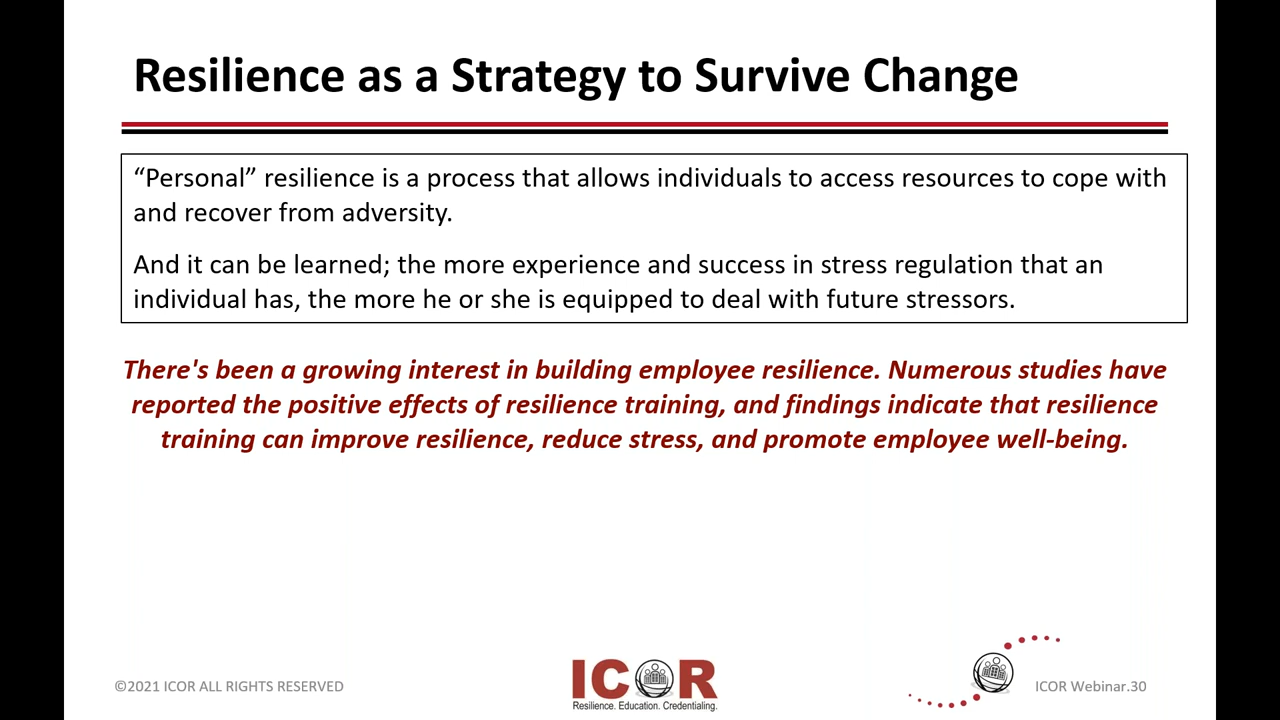 Resilience as a Strategy to Survive Change
“Personal” resilience is a process that allows individuals to access resources to cope with
and recover from adversity.
And it can be learned; the more experience and success in stress regulation that an
individual has, the more he or she is equipped to deal with future stressors.
There's been a growing interest in building employee resilience. Numerous studies have
reported the positive effects of resilience training, and findings indicate that resilience
training can improve resilience, reduce stress, and promote employee well-being.
©2021 ICOR ALL RIGHTS RESERVED
ICOR
Resilience. Education. Credentialing.
ICOR Webinar.30